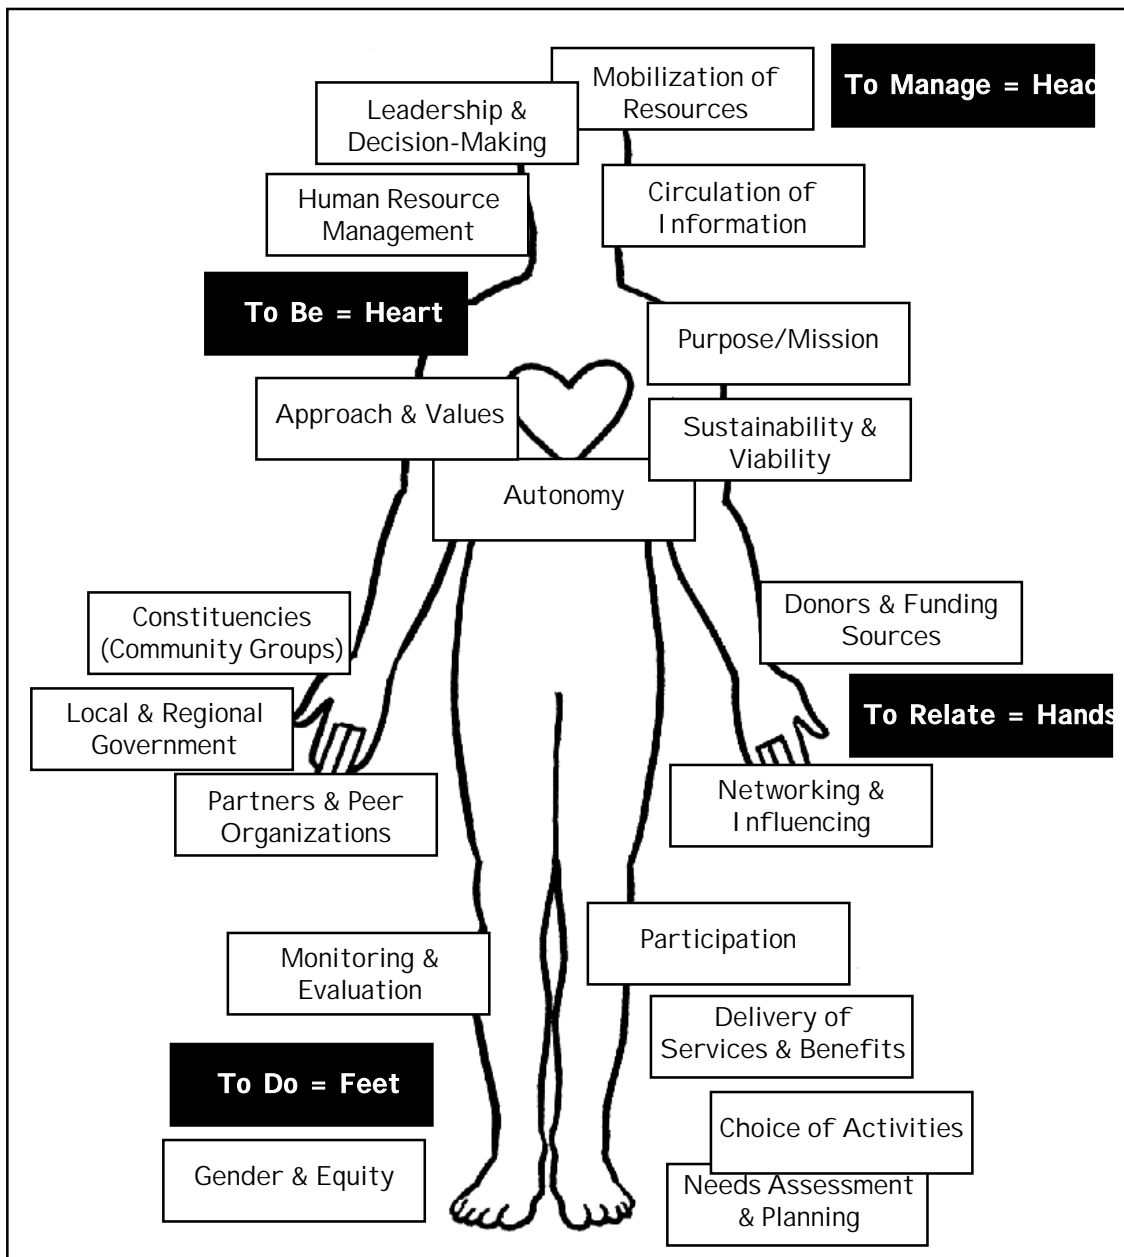 Mobilization of
Resources
To Manage = Head
Leadership &
Decision-Making
Human Resource
Management
Circulation of
Information
To Be = Heart
Purpose/Mission
Approach & Values
Sustainability &
Viability
Autonomy
Constituencies
(Community Groups)
Donors & Funding
Sources
Local & Regional
Government
To Relate = Hands
Partners & Peer
Organizations
Networking &
Influencing
Participation
Monitoring &
Evaluation
Delivery of
Services & Benefits
To Do = Feet
Choice of Activities
Gender & Equity
Needs Assessment
& Planning